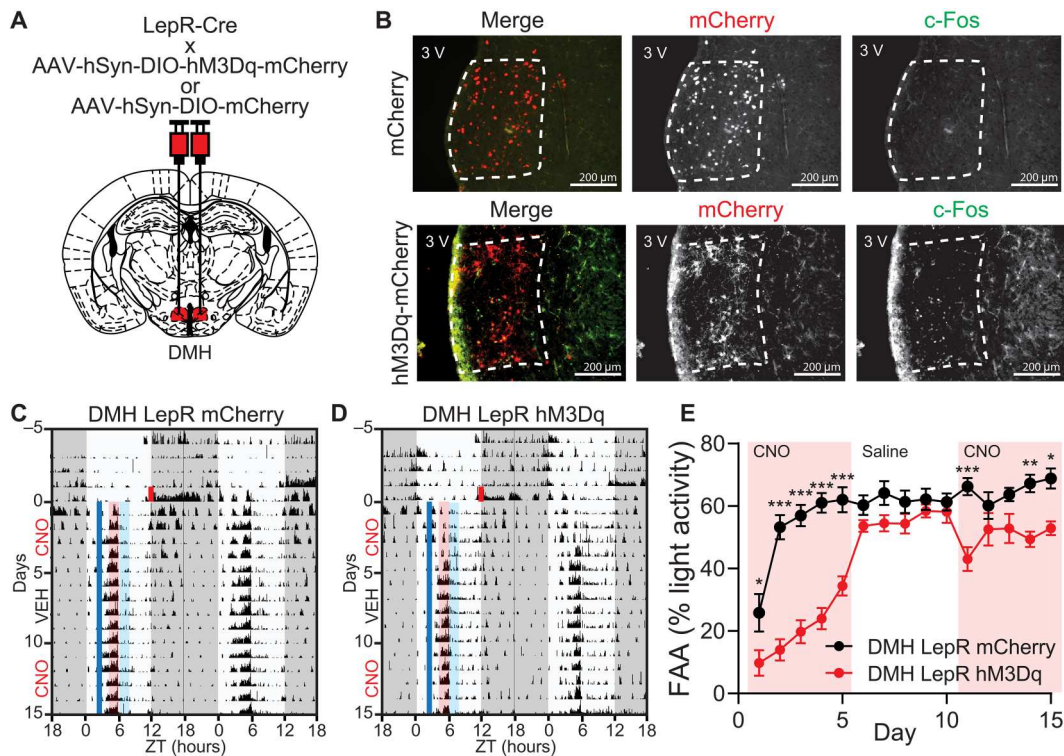 A
LepR-Cre
x
AAV-hSyn-DIO-hM3Dq-mCherry
or
AAV-hSyn-DIO-mCherry
DMH
B
Merge
mCherry
c-Fos
mCherry
3 V
200 µm
3 V
200 µm
3 V
200 µm
Merge
mCherry
c-Fos
hM3Dq-mCherry
3 V
200 µm
3 V
200 µm
3 V
200 µm
C
DMH LepR mCherry
–5
0
5
10
15
Days
CNO
VEH
CNO
18 0 6 12 18 0 6 12 18
ZT (hours)
D
DMH LepR hM3Dq
–5
0
5
10
15
Days
CNO
VEH
CNO
18 0 6 12 18 0 6 12 18
ZT (hours)
E
CNO
Saline
CNO
FAA (% light activity)
80
60
40
20
0
* *** *** *** *** *** ** *
DMH LepR mCherry
DMH LepR hM3Dq
0 5 10 15
Day